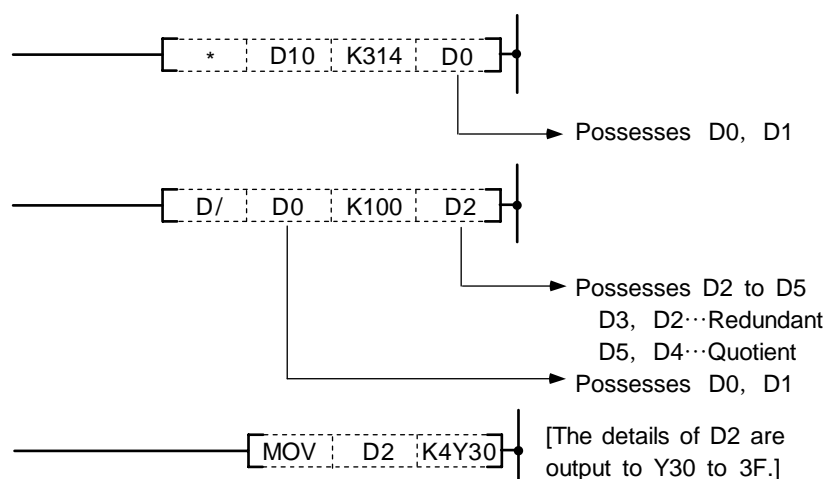 * D10 K314 D0
Possesses D0, D1
D/ D0 K100 D2
Possesses D2 to D5
D3, D2⋯Redundant
D5, D4⋯Quotient
Possesses D0, D1
MOV D2 K4Y30
[The details of D2 are
output to Y30 to 3F.]